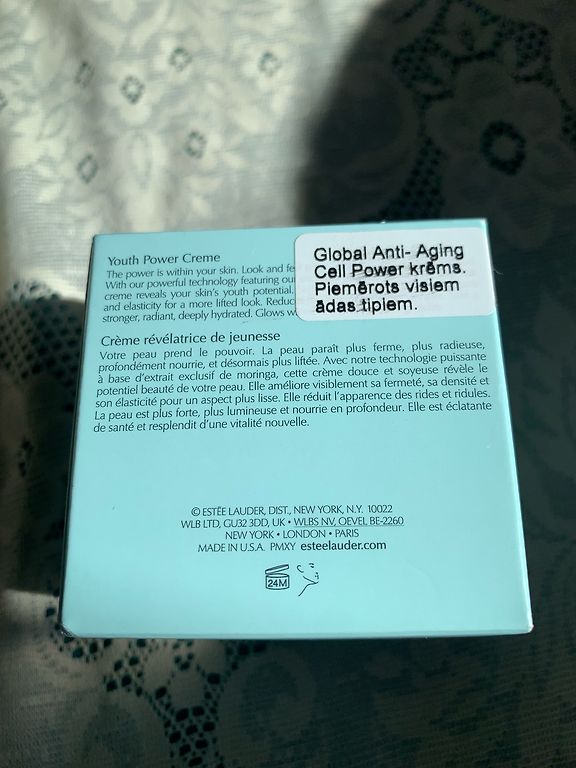 Youth Power Creme
The power is within your skin. Look and fe
With our powerful technology featuring ou
creme reveals your skin's youth potential.
and elasticity for a more lifted look. Reduc
stronger, radiant, deeply hydrated. Glows w
Global Anti- Aging
Cell Power krēms.
Piemērots visiem
ādas tipiem.
Crème révélatrice de jeunesse
Votre peau prend le pouvoir. La peau paraît plus ferme, plus radieuse,
profondément nourrie, et désormais plus liftée. Avec notre technologie puissante
à base d'extrait exclusif de moringa, cette crème douce et soyeuse révèle le
potentiel beauté de votre peau. Elle améliore visiblement sa fermeté, sa densité et
son élasticité pour un aspect plus lisse. Elle réduit l'apparence des rides et ridules.
La peau est plus forte, plus lumineuse et nourrie en profondeur. Elle est éclatante
de santé et resplendit d'une vitalité nouvelle.
© ESTĒE LAUDER, DIST., NEW YORK, N.Y. 10022
WLB LTD, GU32 3DD, UK • WLBS NV, OEVEL BE-2260
NEW YORK • LONDON • PARIS
MADE IN U.S.A. PMXY esteelauder.com
24M